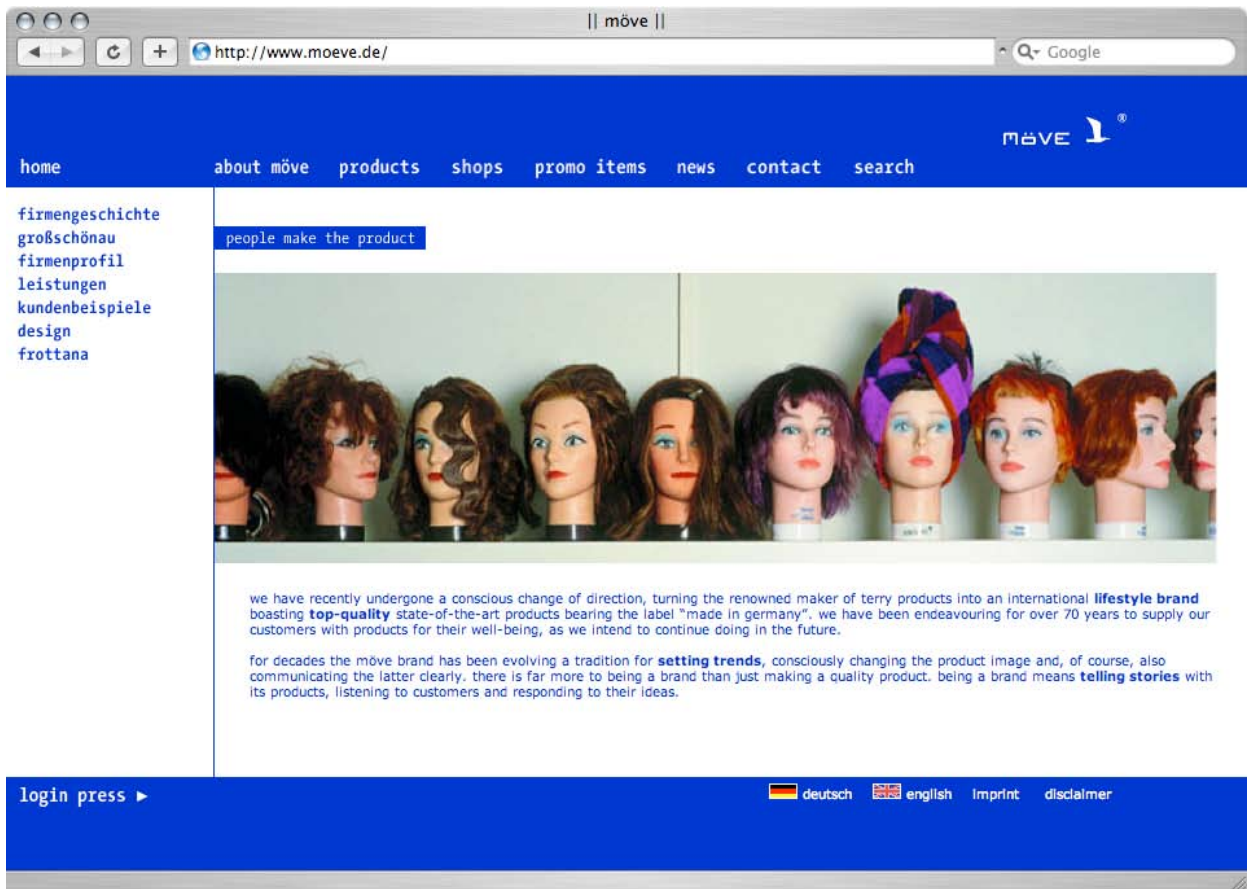 || möve ||
http://www.moeve.de/
Google
möve ®
home about möve products shops promo items news contact search
firmengeschichte
großschönau
firmenprofil
leistungen
kundenbeispiele
design
frottana
people make the product
we have recently undergone a conscious change of direction, turning the renowned maker of terry products into an international lifestyle brand
boasting top-quality state-of-the-art products bearing the label “made in germany”. we have been endeavouring for over 70 years to supply our
customers with products for their well-being, as we intend to continue doing in the future.
for decades the möve brand has been evolving a tradition for setting trends, consciously changing the product image and, of course, also
communicating the latter clearly. there is far more to being a brand than just making a quality product. being a brand means telling stories with
its products, listening to customers and responding to their ideas.
login press ►
deutsch english imprint disclaimer